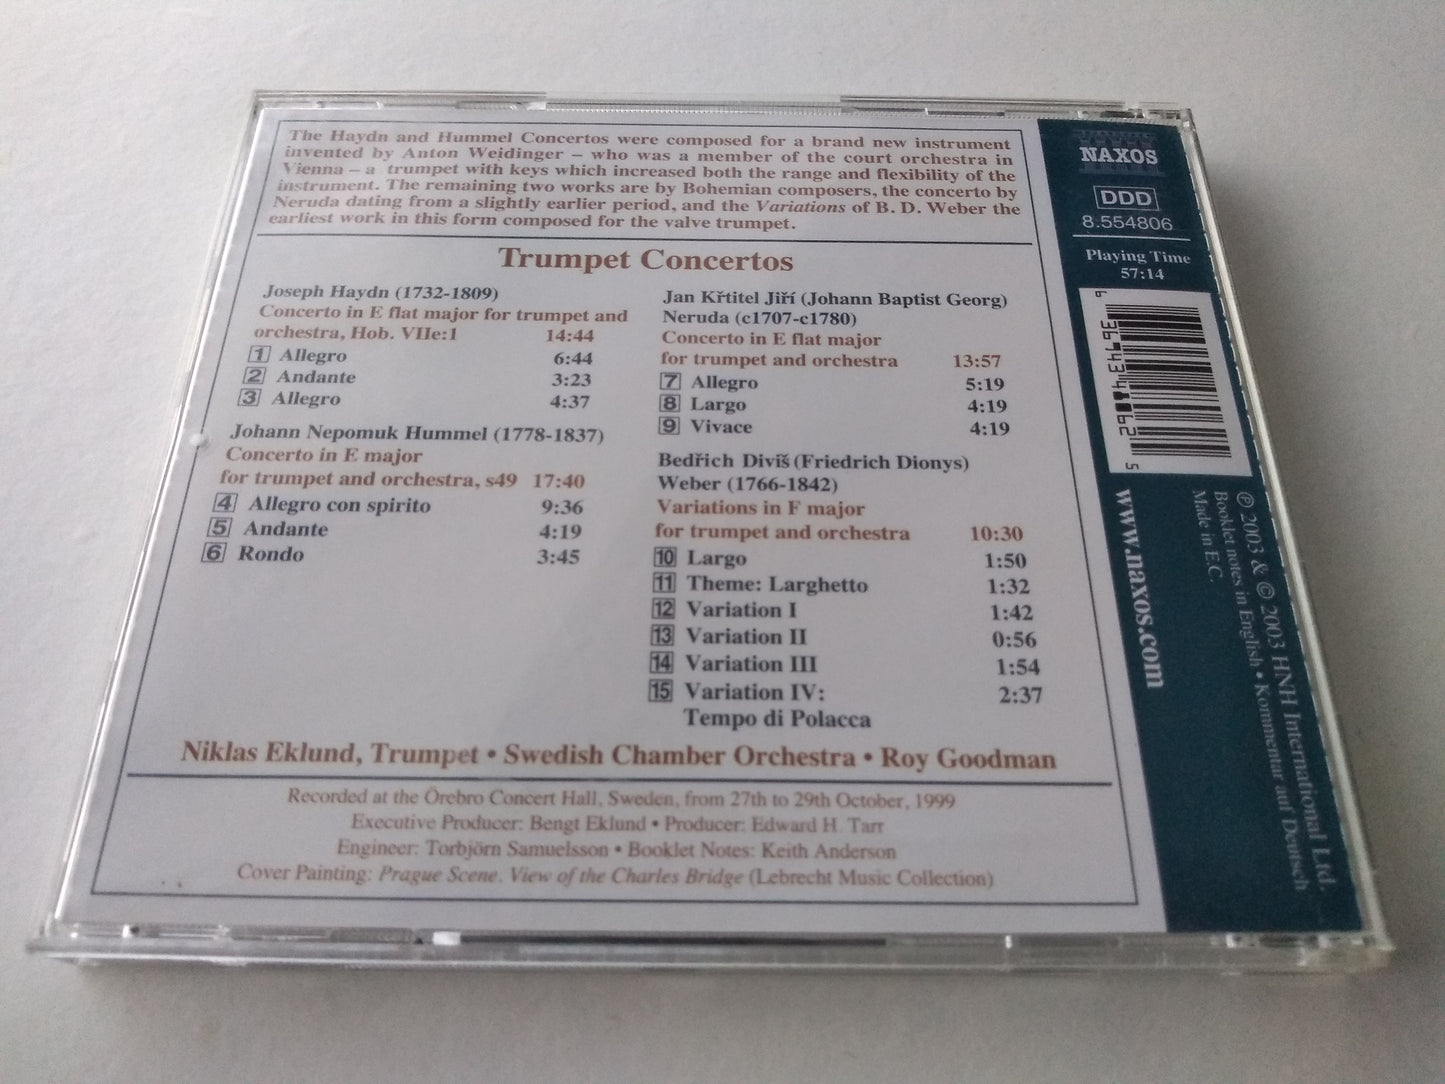 The Haydn and Hummel Concertos were composed for a brand new instrument
invented by Anton Weidinger – who was a member of the court orchestra in
Vienna – a trumpet with keys which increased both the range and flexibility of the
instrument. The remaining two works are by Bohemian composers, the concerto by
Neruda dating from a slightly earlier period, and the Variations of B. D. Weber the
earliest work in this form composed for the valve trumpet.
Trumpet Concertos
Joseph Haydn (1732-1809)
Concerto in E flat major for trumpet and
orchestra, Hob. VIIe:1 14:44
1 Allegro 6:44
2 Andante 3:23
3 Allegro 4:37
Johann Nepomuk Hummel (1778-1837)
Concerto in E major
for trumpet and orchestra, s49 17:40
4 Allegro con spirito 9:36
5 Andante 4:19
6 Rondo 3:45
Jan Křtitel Jiří (Johann Baptist Georg)
Neruda (c1707-c1780)
Concerto in E flat major
for trumpet and orchestra 13:57
7 Allegro 5:19
8 Largo 4:19
9 Vivace 4:19
Bedřich Diviš (Friedrich Dionys)
Weber (1766-1842)
Variations in F major
for trumpet and orchestra 10:30
10 Largo 1:50
11 Theme: Larghetto 1:32
12 Variation I 1:42
13 Variation II 0:56
14 Variation III 1:54
15 Variation IV: 2:37
Tempo di Polacca
Niklas Eklund, Trumpet • Swedish Chamber Orchestra • Roy Goodman
Recorded at the Örebro Concert Hall, Sweden, from 27th to 29th October, 1999
Executive Producer: Bengt Eklund • Producer: Edward H. Tarr
Engineer: Torbjörn Samuelsson • Booklet Notes: Keith Anderson
Cover Painting: Prague Scene. View of the Charles Bridge (Lebrecht Music Collection)
NAXOS
DDD
8.554806
Playing Time
57:14
www.naxos.com
℗ 2003 & © 2003 HNH International Ltd.
Booklet notes in English • Kommentar auf Deutsch
Made in E.C.